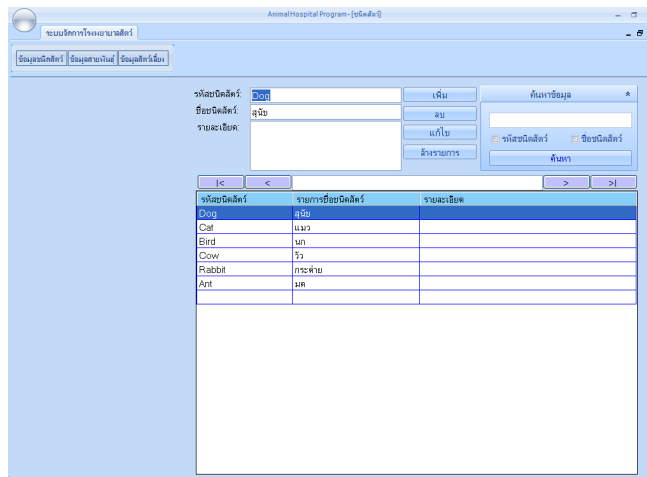 Animal Hospital Program - [ชนิดสัตว์]
ระบบจัดการโรงพยาบาลสัตว์
ข้อมูลชนิดสัตว์ ข้อมูลสายพันธุ์ ข้อมูลสัตว์เลี้ยง
รหัสชนิดสัตว์: Dog เพิ่ม ค้นหาข้อมูล
ชื่อชนิดสัตว์: สุนัข ลบ
รายละเอียด: แก้ไข รหัสชนิดสัตว์ ชื่อชนิดสัตว์
ล้างรายการ ค้นหา
|< < > >|
รหัสชนิดสัตว์ รายการชื่อชนิดสัตว์ รายละเอียด
Dog สุนัข
Cat แมว
Bird นก
Cow วัว
Rabbit กระต่าย
Ant มด